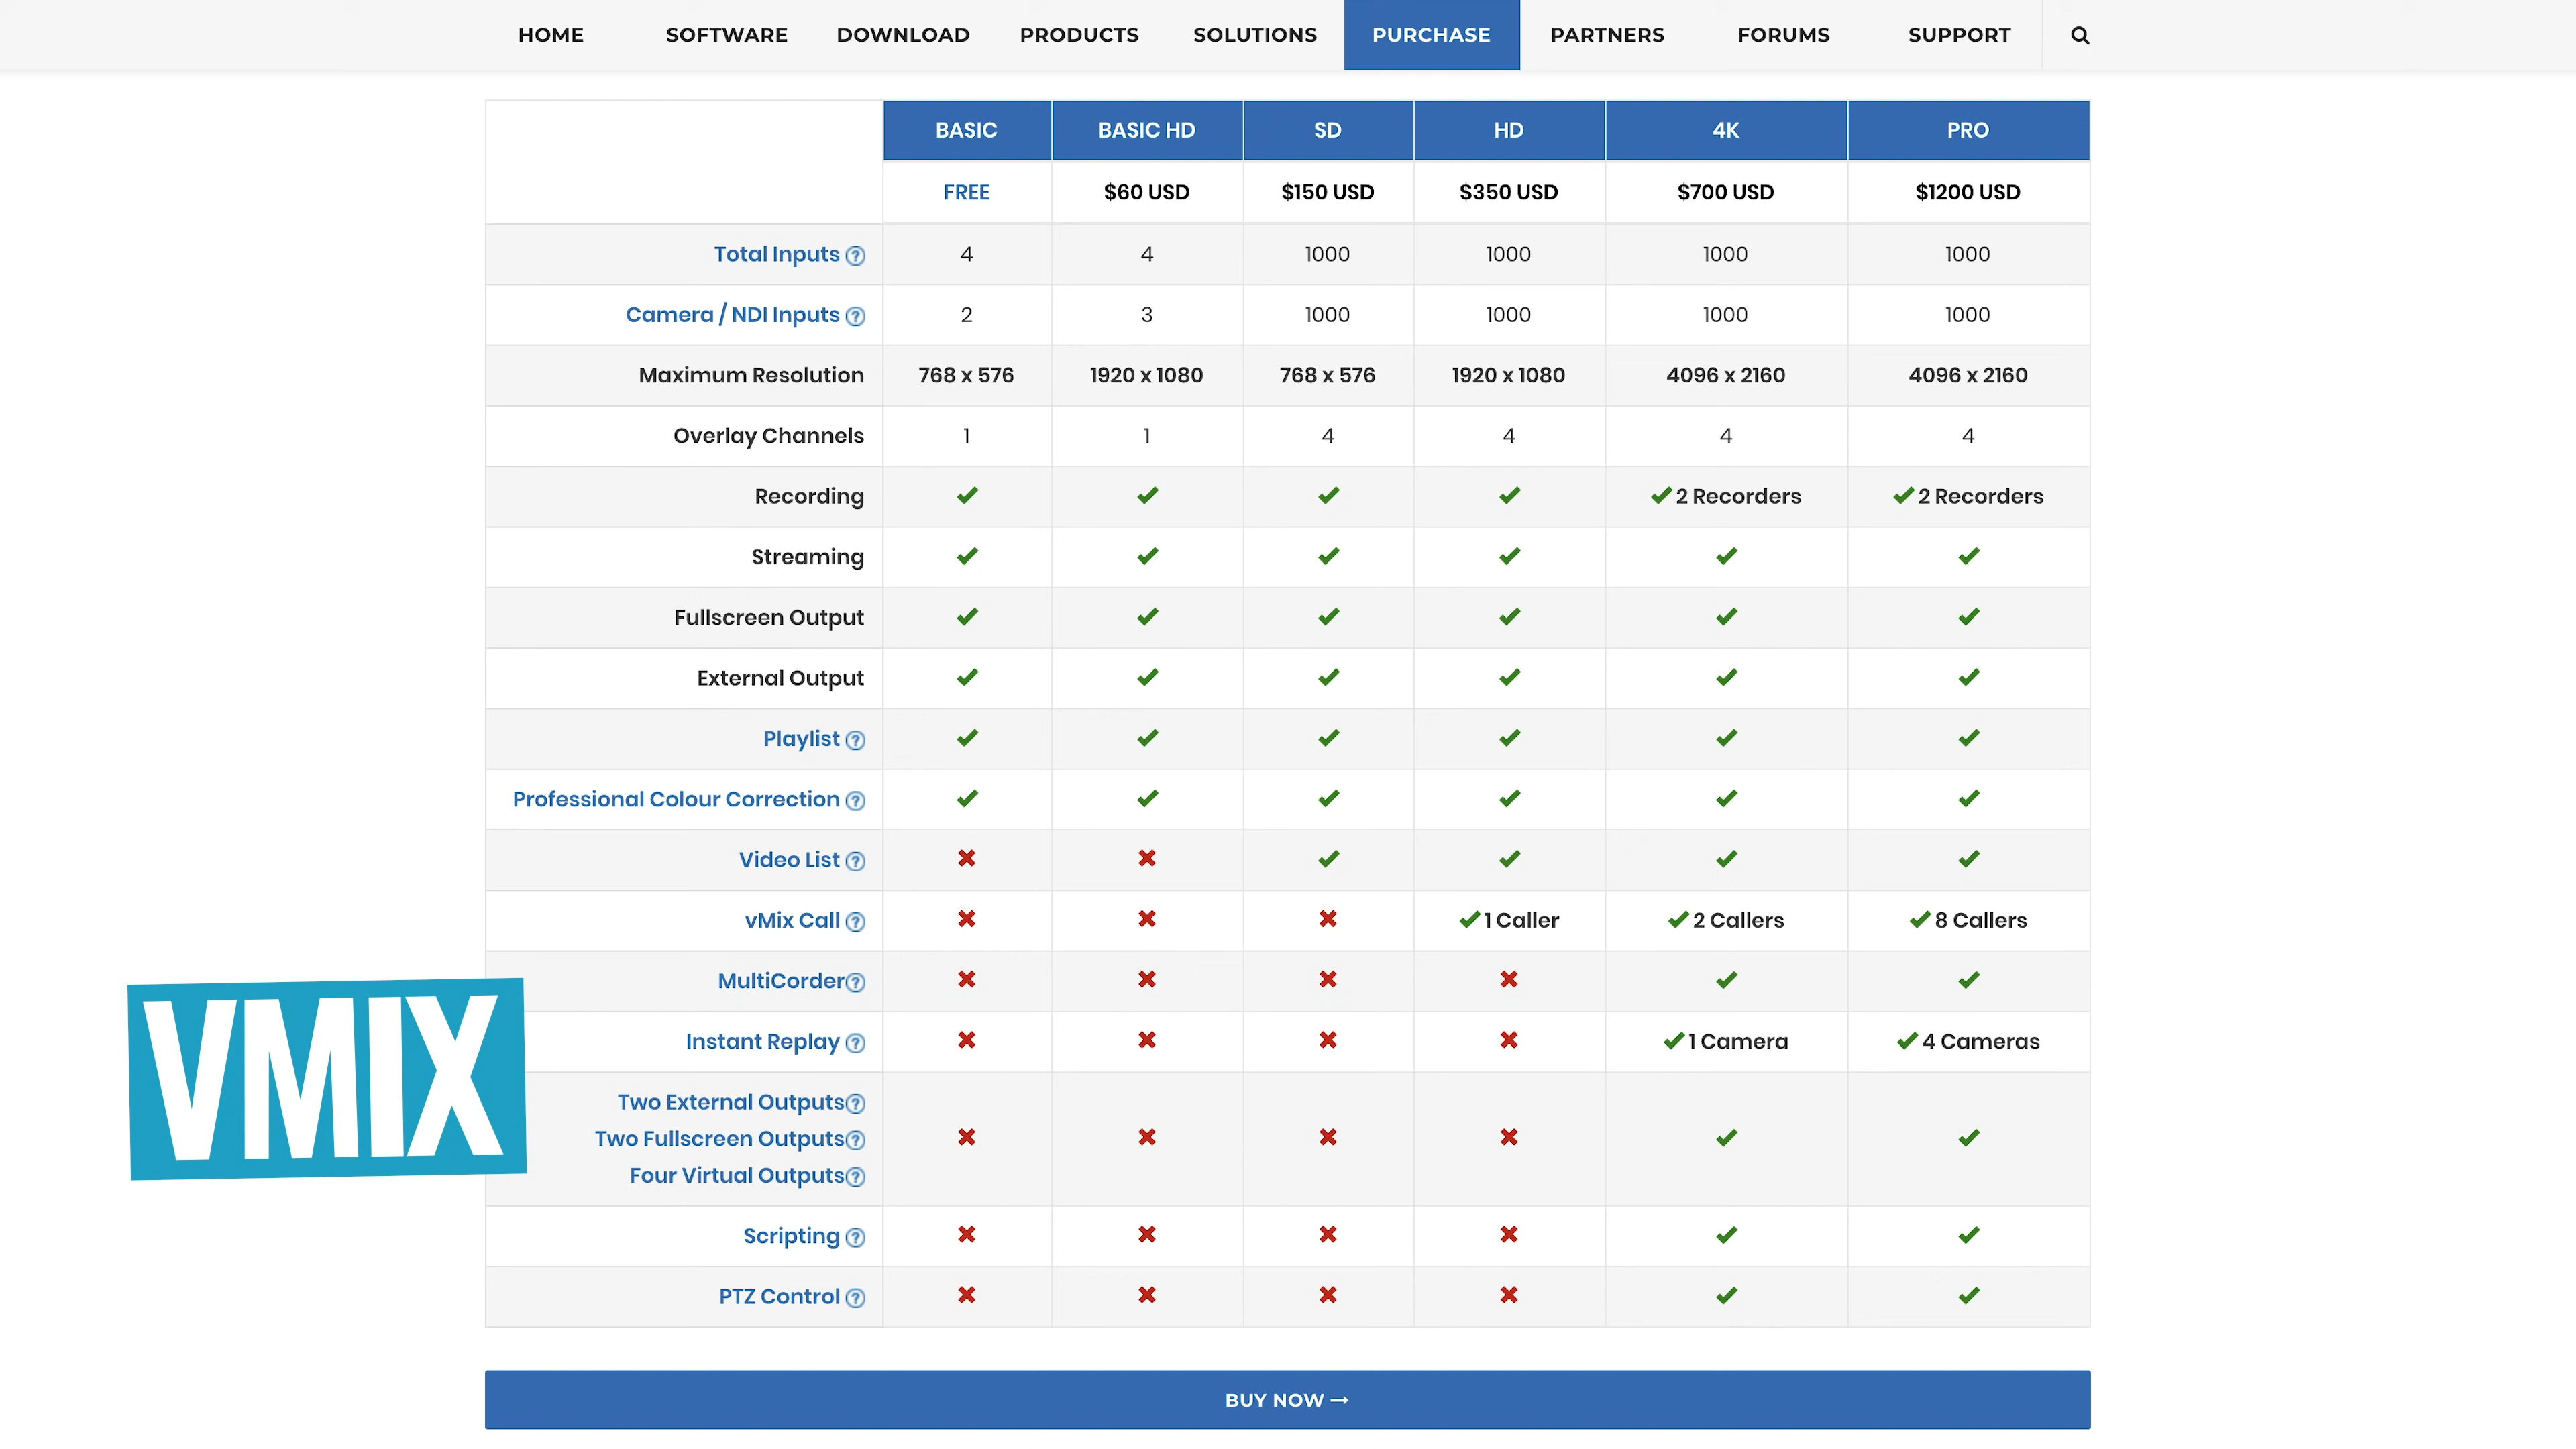 HOME SOFTWARE DOWNLOAD PRODUCTS SOLUTIONS PURCHASE PARTNERS FORUMS SUPPORT
BASIC BASIC HD SD HD 4K PRO
FREE $60 USD $150 USD $350 USD $700 USD $1200 USD
Total Inputs ? 4 4 1000 1000 1000 1000
Camera / NDI Inputs ? 2 3 1000 1000 1000 1000
Maximum Resolution 768 x 576 1920 x 1080 768 x 576 1920 x 1080 4096 x 2160 4096 x 2160
Overlay Channels 1 1 4 4 4 4
Recording 2 Recorders 2 Recorders
Streaming
Fullscreen Output
External Output
Playlist ?
Professional Colour Correction ?
Video List ?
vMix Call ? 1 Caller 2 Callers 8 Callers
MultiCorder ?
Instant Replay ? 1 Camera 4 Cameras
Two External Outputs ?
Two Fullscreen Outputs ?
Four Virtual Outputs ?
Scripting ?
PTZ Control ?
VMIX
BUY NOW →